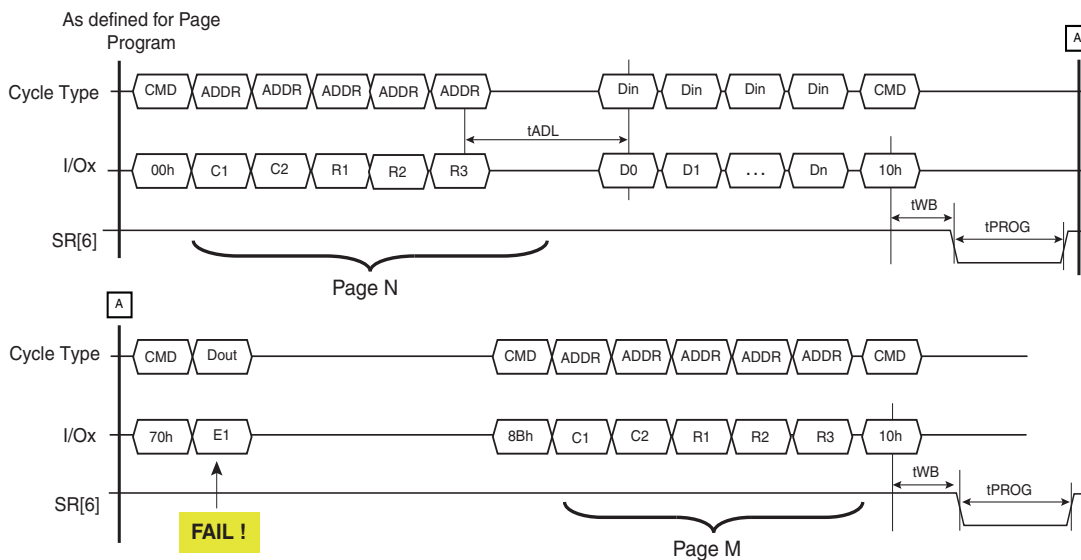 As defined for Page
Program
A
Cycle Type CMD ADDR ADDR ADDR ADDR ADDR Din Din Din Din CMD
tADL
I/Ox 00h C1 C2 R1 R2 R3 D0 D1 ... Dn 10h
tWB
tPROG
SR[6]
Page N
A
Cycle Type CMD Dout CMD ADDR ADDR ADDR ADDR ADDR CMD
I/Ox 70h E1 8Bh C1 C2 R1 R2 R3 10h
tWB
tPROG
SR[6]
FAIL !
Page M